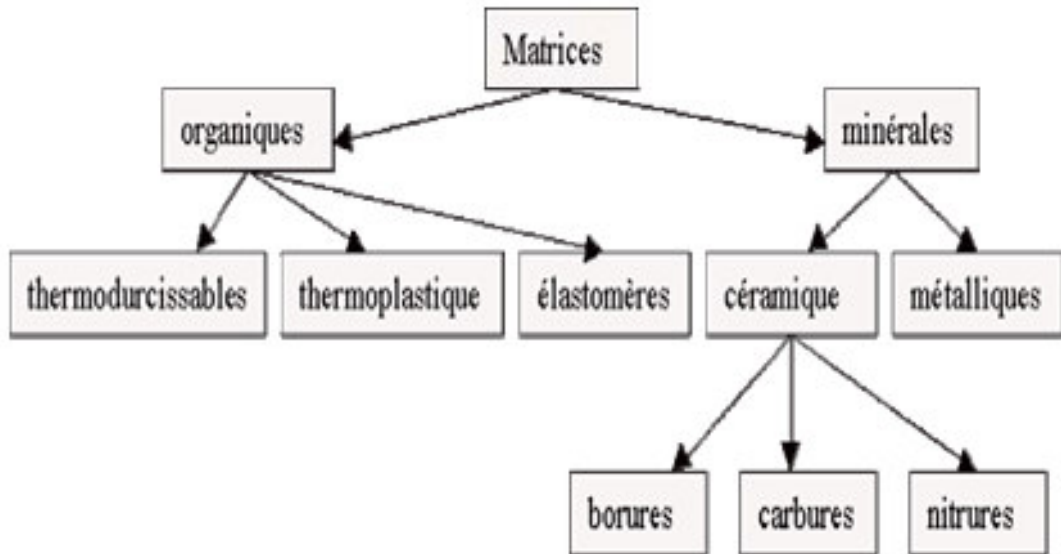 Matrices
organiques
minérales
thermodurcissables
thermoplastique
élastomères
céramique
métalliques
borures
carbures
nitrures